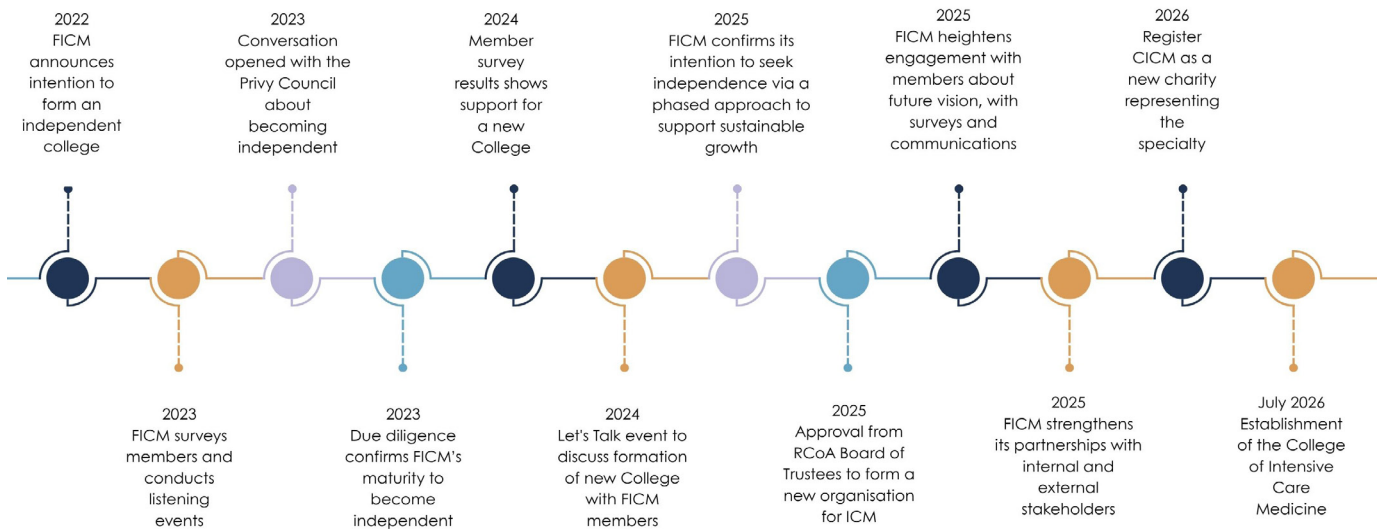 2022
FICM
announces
intention to
form an
independent
college
2023
Conversation
opened with the
Privy Council
about
becoming
independent
2024
Member
survey
results shows
support for
a new
College
2025
FICM confirms its
intention to seek
independence via a
phased approach to
support sustainable
growth
2025
FICM heightens
engagement with
members about
future vision, with
surveys and
communications
2026
Register
CICM as a
new charity
representing
the
specialty
2023
FICM surveys
members and
conducts
listening
events
2023
Due diligence
confirms FICM’s
maturity to
become
independent
2024
Let's Talk event to
discuss formation
of new College
with FICM
members
2025
Approval from
RCoA Board of
Trustees to form a
new organisation
for ICM
2025
FICM strengthens
its partnerships with
internal and
external
stakeholders
July 2026
Establishment
of the College
of Intensive
Care
Medicine